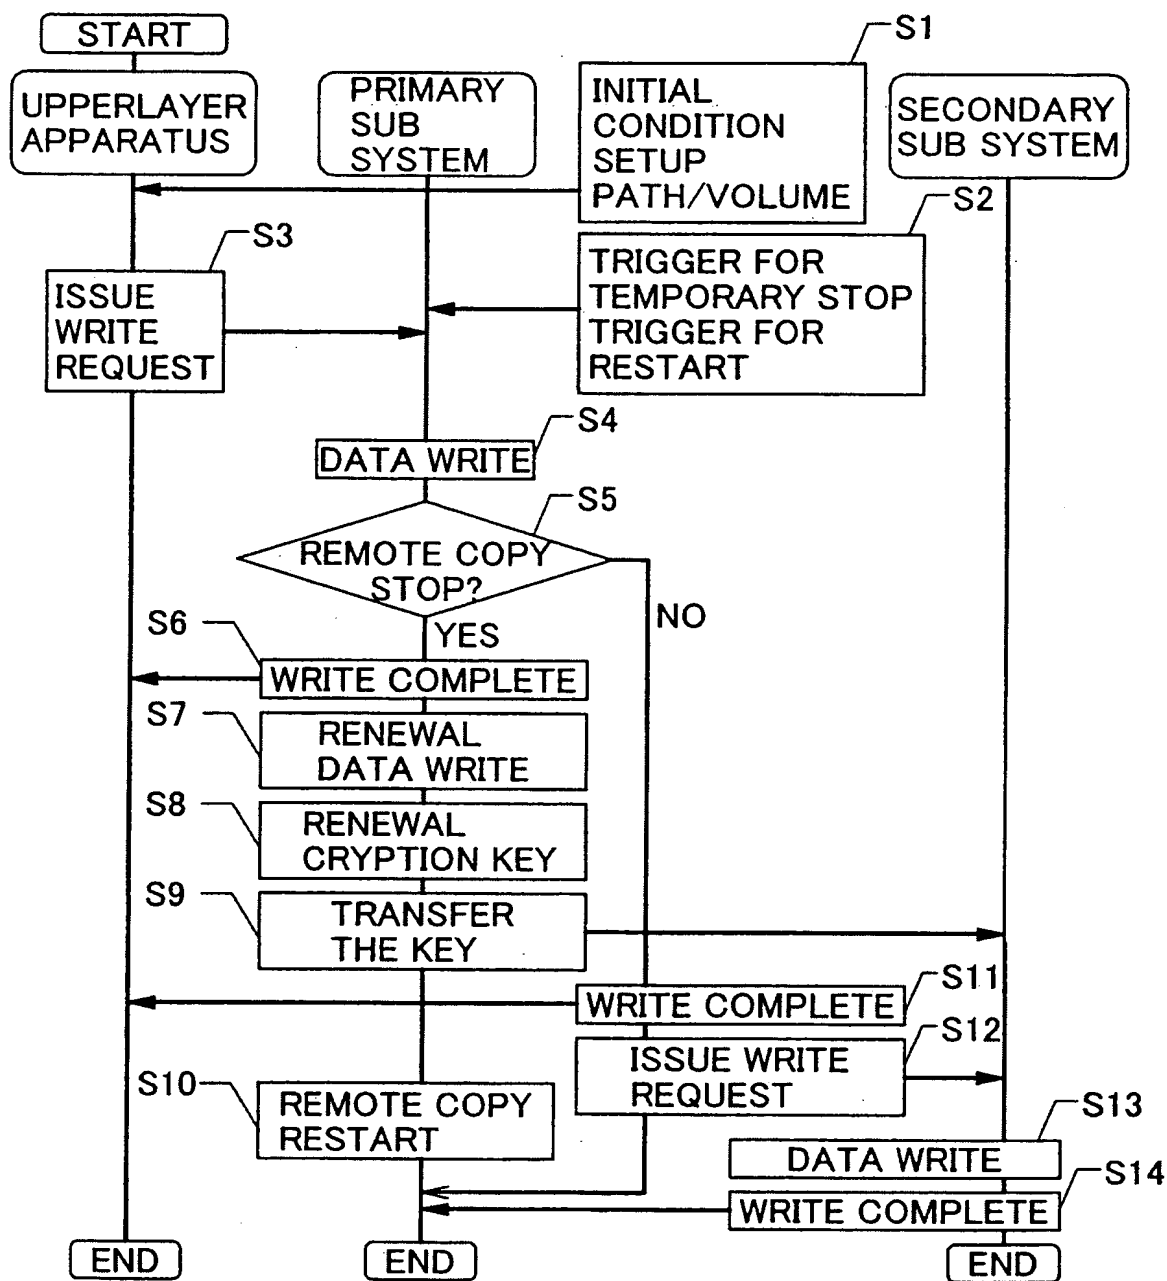 START
S1
UPPERLAYER
APPARATUS
PRIMARY
SUB
SYSTEM
INITIAL
CONDITION
SETUP
PATH/VOLUME
SECONDARY
SUB SYSTEM
S2
S3
ISSUE
WRITE
REQUEST
TRIGGER FOR
TEMPORARY STOP
TRIGGER FOR
RESTART
S4
DATA WRITE
S5
REMOTE COPY
STOP?
NO
YES
S6
WRITE COMPLETE
S7
RENEWAL
DATA WRITE
S8
RENEWAL
CRYPTION KEY
S9
TRANSFER
THE KEY
S11
WRITE COMPLETE
S12
ISSUE WRITE
REQUEST
S10
REMOTE COPY
RESTART
S13
DATA WRITE
S14
WRITE COMPLETE
END
END
END